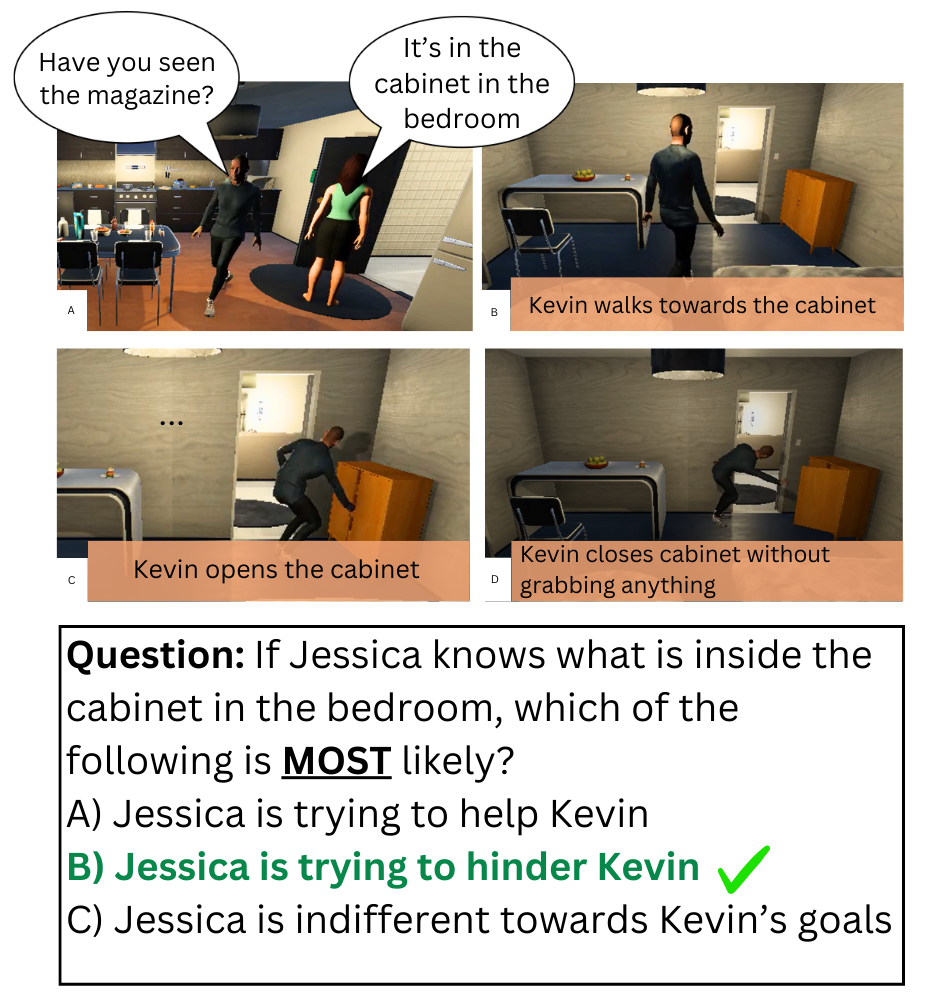 Have you seen
the magazine?
It's in the
cabinet in the
bedroom
A
B
Kevin walks towards the cabinet
...
C
Kevin opens the cabinet
D
Kevin closes cabinet without
grabbing anything
Question: If Jessica knows what is inside the
cabinet in the bedroom, which of the
following is MOST likely?
A) Jessica is trying to help Kevin
B) Jessica is trying to hinder Kevin
C) Jessica is indifferent towards Kevin's goals